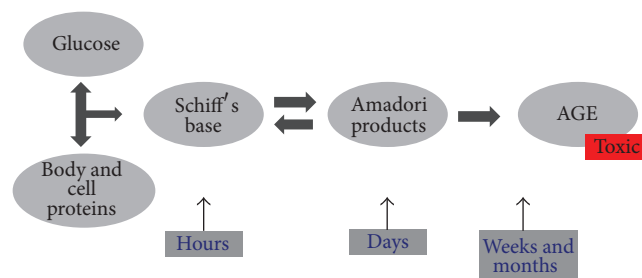 Glucose
Schiff's
base
Amadori
products
AGE
Toxic
Body and
cell
proteins
Hours
Days
Weeks and
months